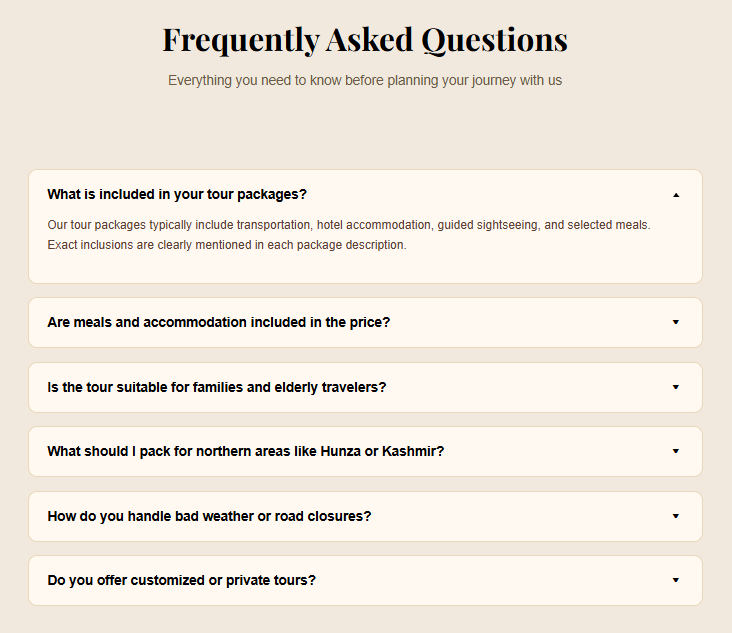 Frequently Asked Questions
Everything you need to know before planning your journey with us
What is included in your tour packages?
Our tour packages typically include transportation, hotel accommodation, guided sightseeing, and selected meals.
Exact inclusions are clearly mentioned in each package description.
Are meals and accommodation included in the price?
Is the tour suitable for families and elderly travelers?
What should I pack for northern areas like Hunza or Kashmir?
How do you handle bad weather or road closures?
Do you offer customized or private tours?